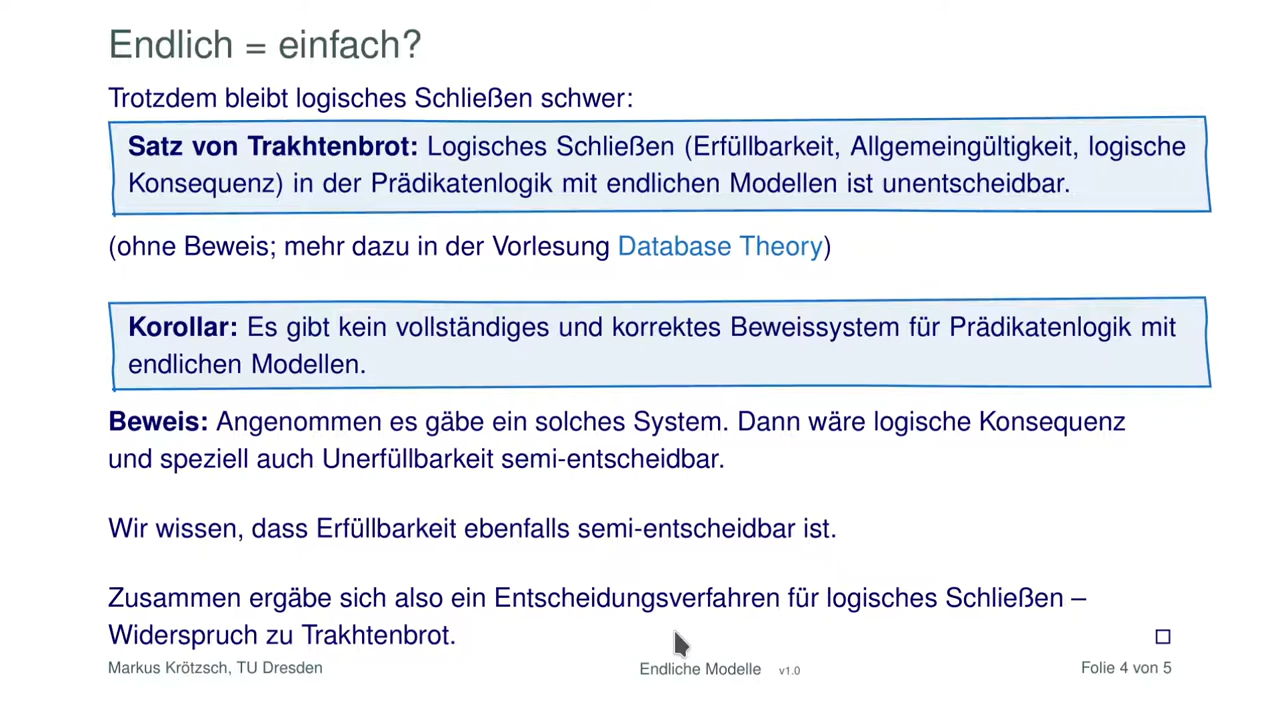 Endlich = einfach?
Trotzdem bleibt logisches Schließen schwer:
Satz von Trakhtenbrot: Logisches Schließen (Erfüllbarkeit, Allgemeingültigkeit, logische
Konsequenz) in der Prädikatenlogik mit endlichen Modellen ist unentscheidbar.
(ohne Beweis; mehr dazu in der Vorlesung Database Theory)
Korollar: Es gibt kein vollständiges und korrektes Beweissystem für Prädikatenlogik mit
endlichen Modellen.
Beweis: Angenommen es gäbe ein solches System. Dann wäre logische Konsequenz
und speziell auch Unerfüllbarkeit semi-entscheidbar.
Wir wissen, dass Erfüllbarkeit ebenfalls semi-entscheidbar ist.
Zusammen ergäbe sich also ein Entscheidungsverfahren für logisches Schließen –
Widerspruch zu Trakhtenbrot. □
Markus Krötzsch, TU Dresden Endliche Modelle v1.0 Folie 4 von 5